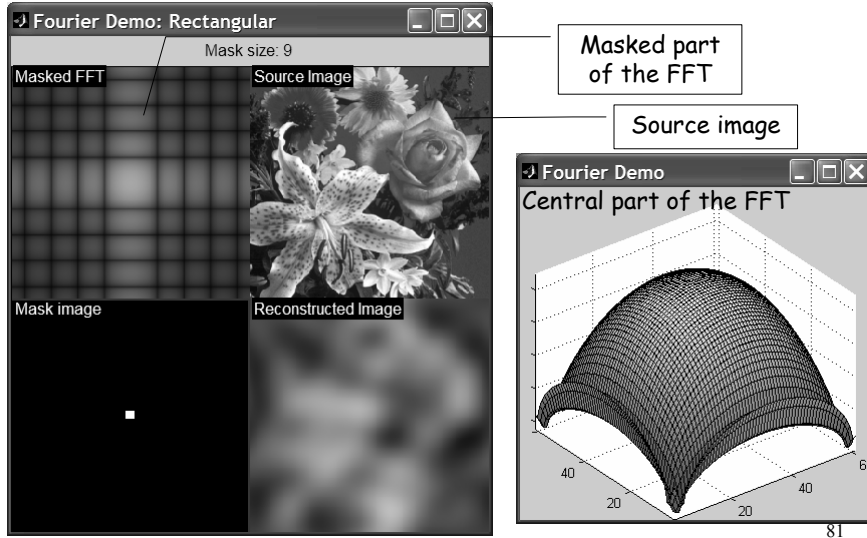 Fourier Demo: Rectangular
Mask size: 9
Masked FFT
Source Image
Mask image
Reconstructed Image
Masked part
of the FFT
Source image
Fourier Demo
Central part of the FFT
40
20
20
40
6
81